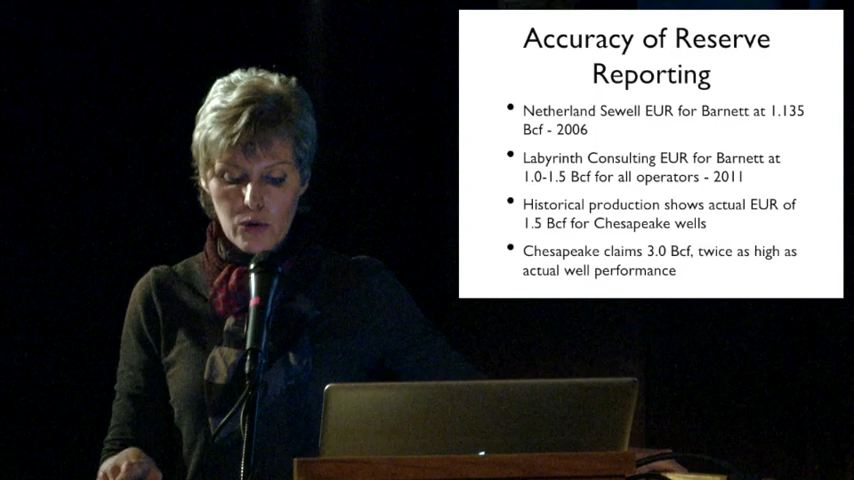 Accuracy of Reserve
Reporting
• Netherland Sewell EUR for Barnett at 1.135
Bcf - 2006
• Labyrinth Consulting EUR for Barnett at
1.0-1.5 Bcf for all operators - 2011
• Historical production shows actual EUR of
1.5 Bcf for Chesapeake wells
• Chesapeake claims 3.0 Bcf, twice as high as
actual well performance